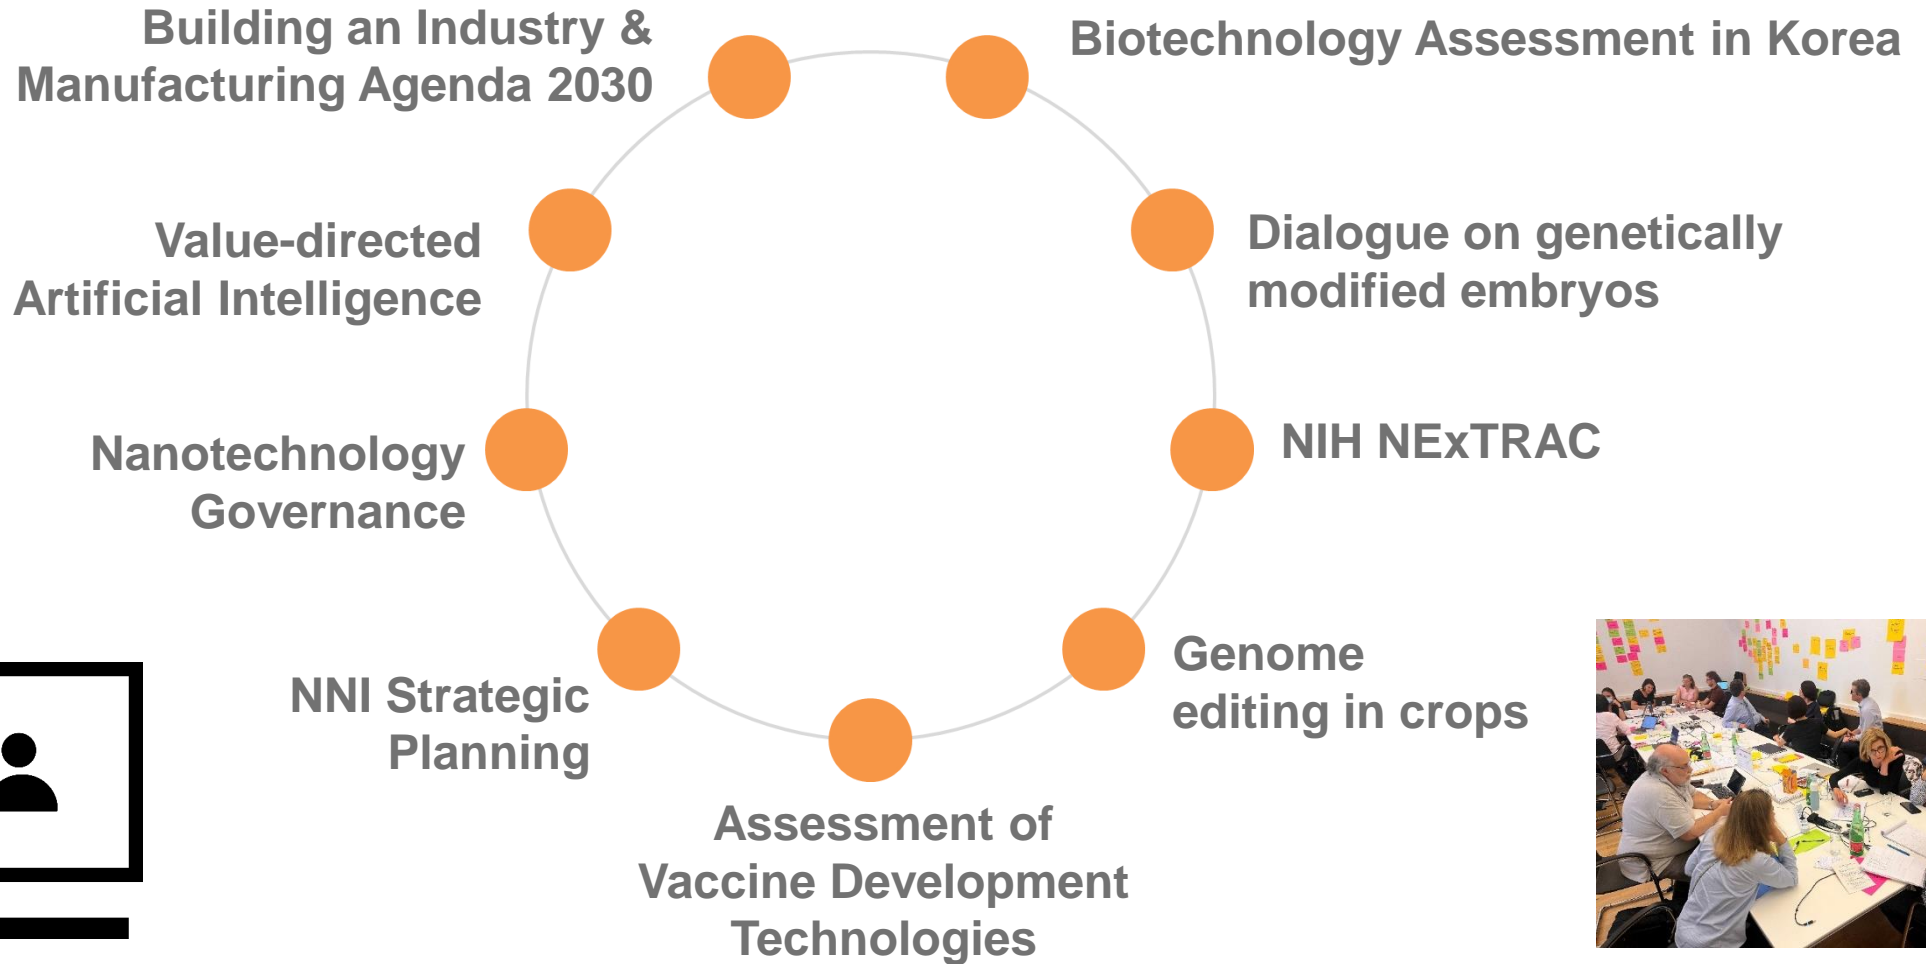 Building an Industry &
Manufacturing Agenda 2030
Biotechnology Assessment in Korea
Value-directed
Artificial Intelligence
Dialogue on genetically
modified embryos
Nanotechnology
Governance
NIH NExTRAC
NNI Strategic
Planning
Genome
editing in crops
Assessment of
Vaccine Development
Technologies